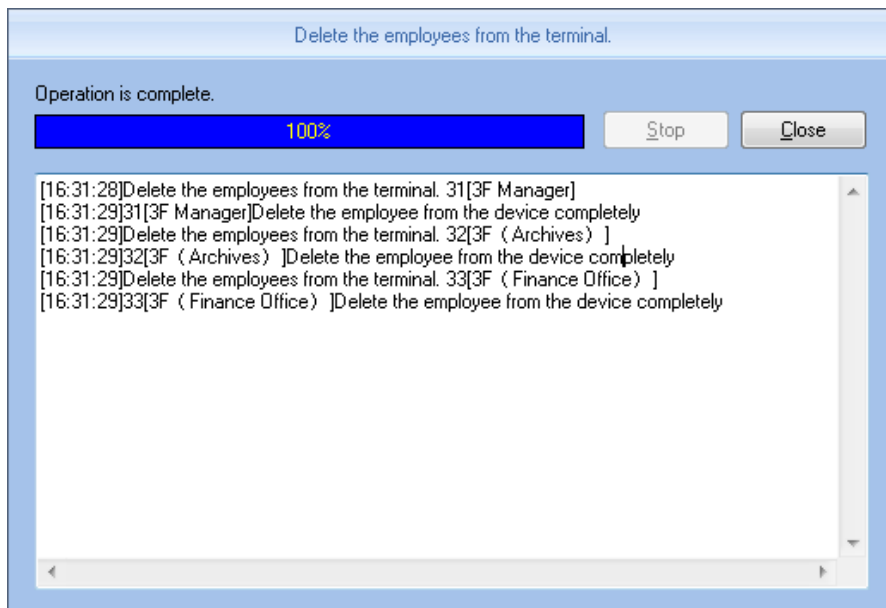 Delete the employees from the terminal.
Operation is complete.
100%
Stop
Close
[16:31:28]Delete the employees from the terminal. 31[3F Manager]
[16:31:29]31[3F Manager]Delete the employee from the device completely
[16:31:29]Delete the employees from the terminal. 32[3F（Archives）]
[16:31:29]32[3F（Archives）]Delete the employee from the device completely
[16:31:29]Delete the employees from the terminal. 33[3F（Finance Office）]
[16:31:29]33[3F（Finance Office）]Delete the employee from the device completely